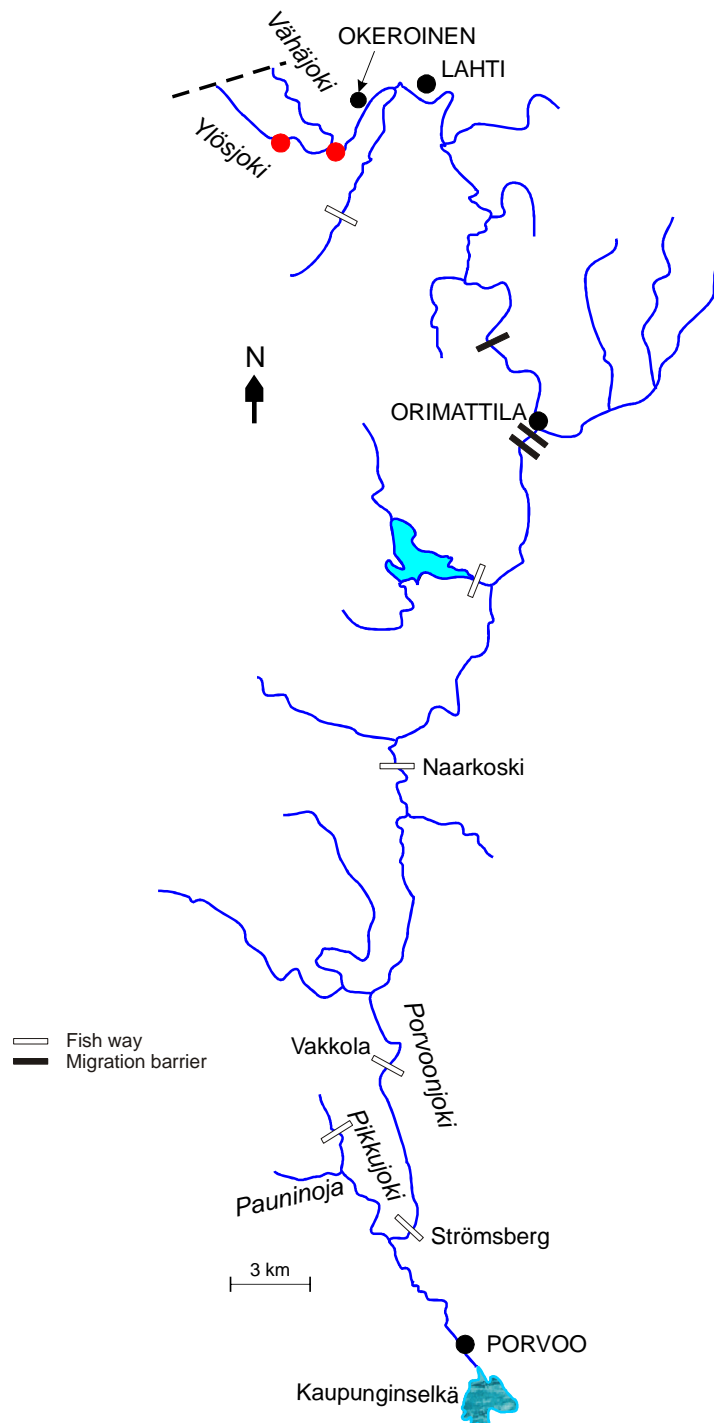 OKEROINEN
Vähäjoki
LAHTI
Ylösjoki
N
ORIMATTILA
Naarkoski
Fish way
Migration barrier
Vakkola
Porvoonjoki
Pikkujoki
Pauninoja
Strömsberg
3 km
PORVOO
Kaupunginselkä